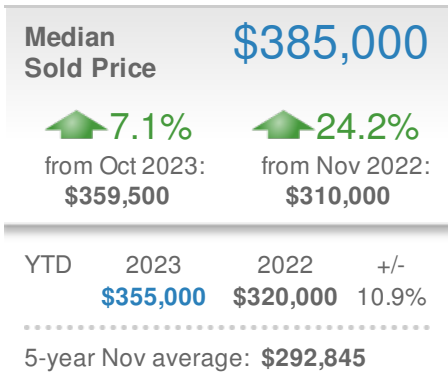 Median
Sold Price
$385,000
7.1%
from Oct 2023:
$359,500
24.2%
from Nov 2022:
$310,000
YTD 2023 2022 +/-
$355,000 $320,000 10.9%
5-year Nov average: $292,845